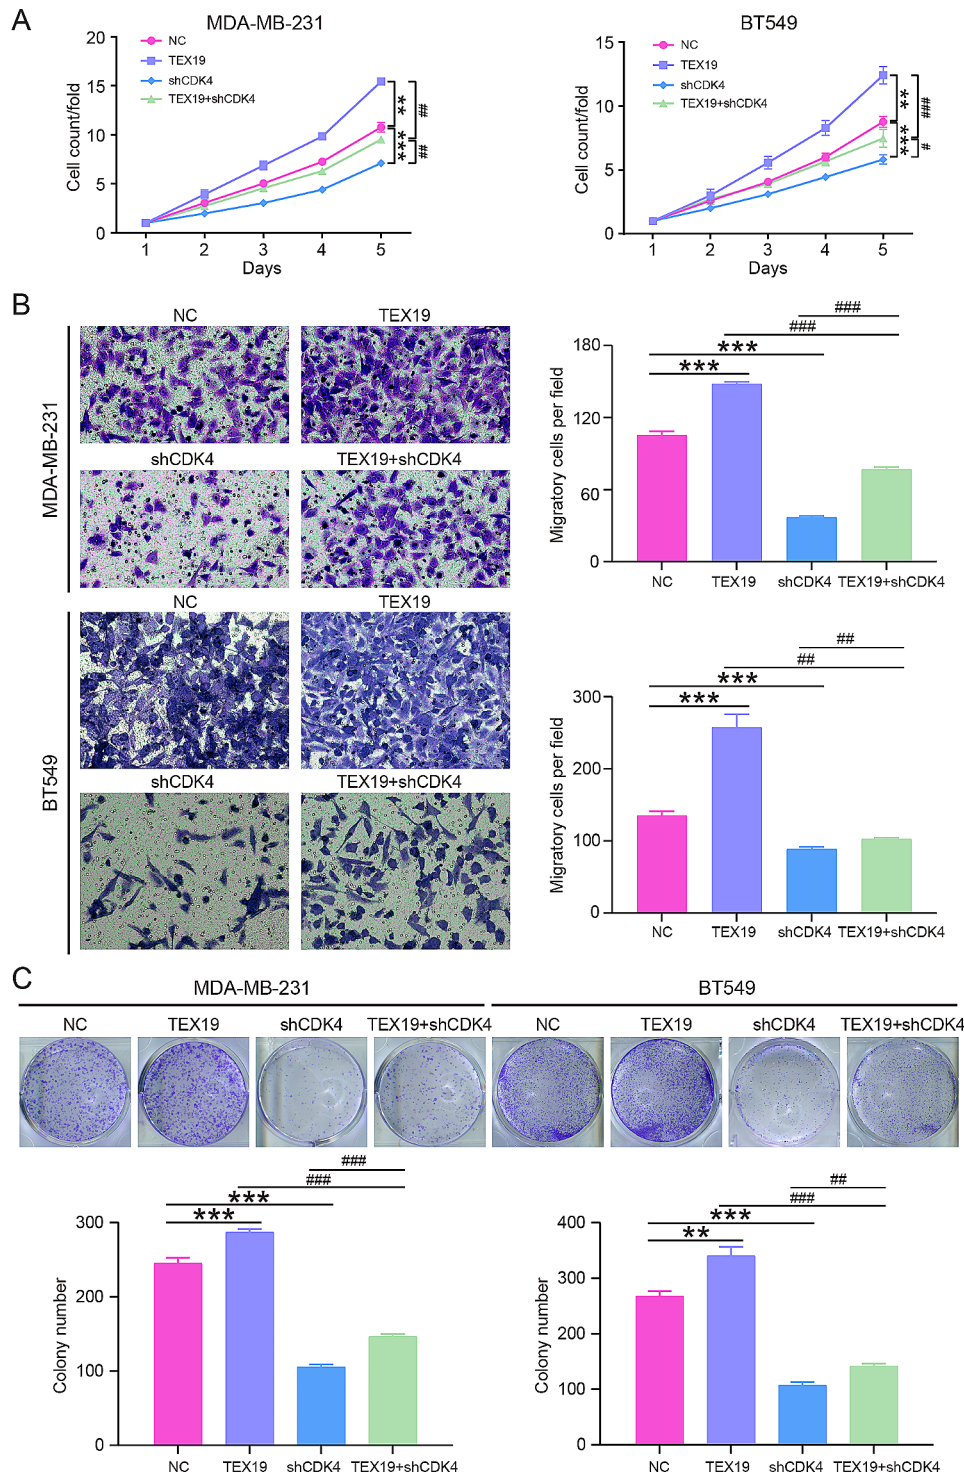 A
MDA-MB-231
Cell count/fold
20
15
10
5
0
NC
TEX19
shCDK4
TEX19+shCDK4
**
##
***
##
1 2 3 4 5
Days
BT549
Cell count/fold
15
10
5
0
NC
TEX19
shCDK4
TEX19+shCDK4
**
###
***
#
1 2 3 4 5
Days
B
MDA-MB-231
NC TEX19
shCDK4 TEX19+shCDK4
BT549
NC TEX19
shCDK4 TEX19+shCDK4
###
###
***
***
Migratory cells per field
180
120
60
0
NC TEX19 shCDK4 TEX19+shCDK4
##
##
***
***
Migratory cells per field
300
200
100
0
NC TEX19 shCDK4 TEX19+shCDK4
C
MDA-MB-231 BT549
NC TEX19 shCDK4 TEX19+shCDK4 NC TEX19 shCDK4 TEX19+shCDK4
###
###
***
***
Colony number
300
200
100
0
NC TEX19 shCDK4 TEX19+shCDK4
##
###
***
**
Colony number
400
300
200
100
0
NC TEX19 shCDK4 TEX19+shCDK4